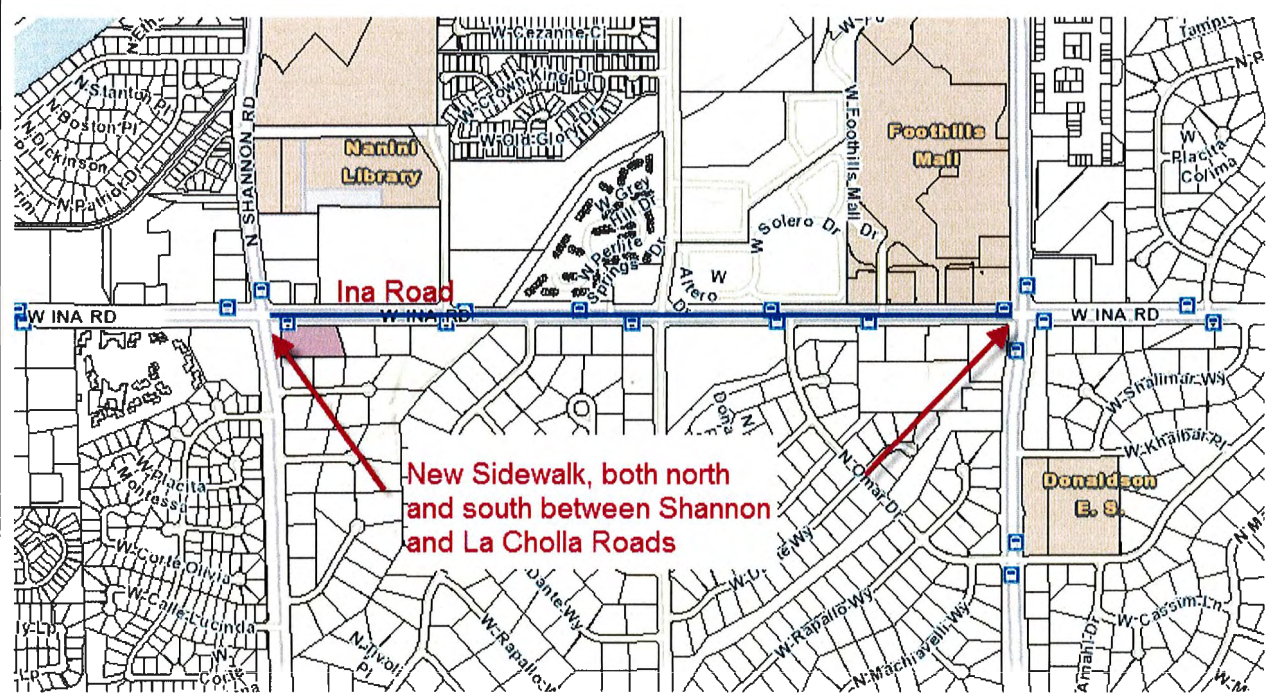 W-Cezanne-Cl
W-Crown-King-Dr
W-Old-Glory-Dr
N-Stanton-Pl
N-Boston-Pl
N-Dickinson
N-Patriot-Dr
N SHANNON RD
Nanini
Library
W-Grey
Hill Dr
W-Perlite
Springs Dr
W Solero Dr
W
Altero
Dr
W-Foothills-Mall Dr
Foothills
Mall
W
Placita
Corima
Ina Road
W INA RD
W INA RD
W INA RD
W-Shalimar-Wy
W-Khaibar-Pl
Donaldson
E. S.
N-Omar-Dr
New Sidewalk, both north
and south between Shannon
and La Cholla Roads
W-Placita
Montessa
W-Corte-Olivia
W-Calle-Lucinda
W
Corte
N-Tivoli
Pl
W-Rapallo-W
Dante-Wy
W-Rapallo-Wy
N-Machiavelli-Wy
Amahl-Dr
W-Cassim-Ln